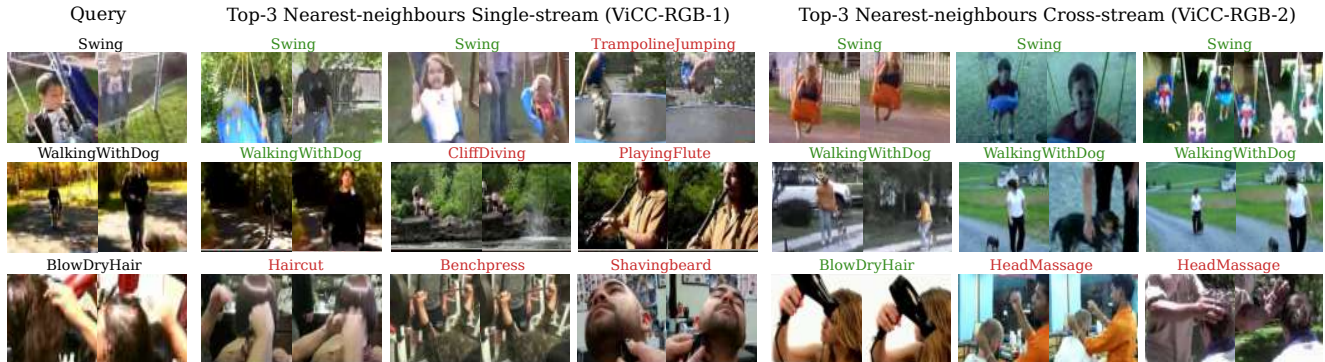 Query Top-3 Nearest-neighbours Single-stream (ViCC-RGB-1) Top-3 Nearest-neighbours Cross-stream (ViCC-RGB-2)
Swing Swing Swing TrampolineJumping Swing Swing Swing
WalkingWithDog WalkingWithDog CliffDiving PlayingFlute WalkingWithDog WalkingWithDog WalkingWithDog
BlowDryHair Haircut Benchpress Shavingbeard BlowDryHair HeadMassage HeadMassage